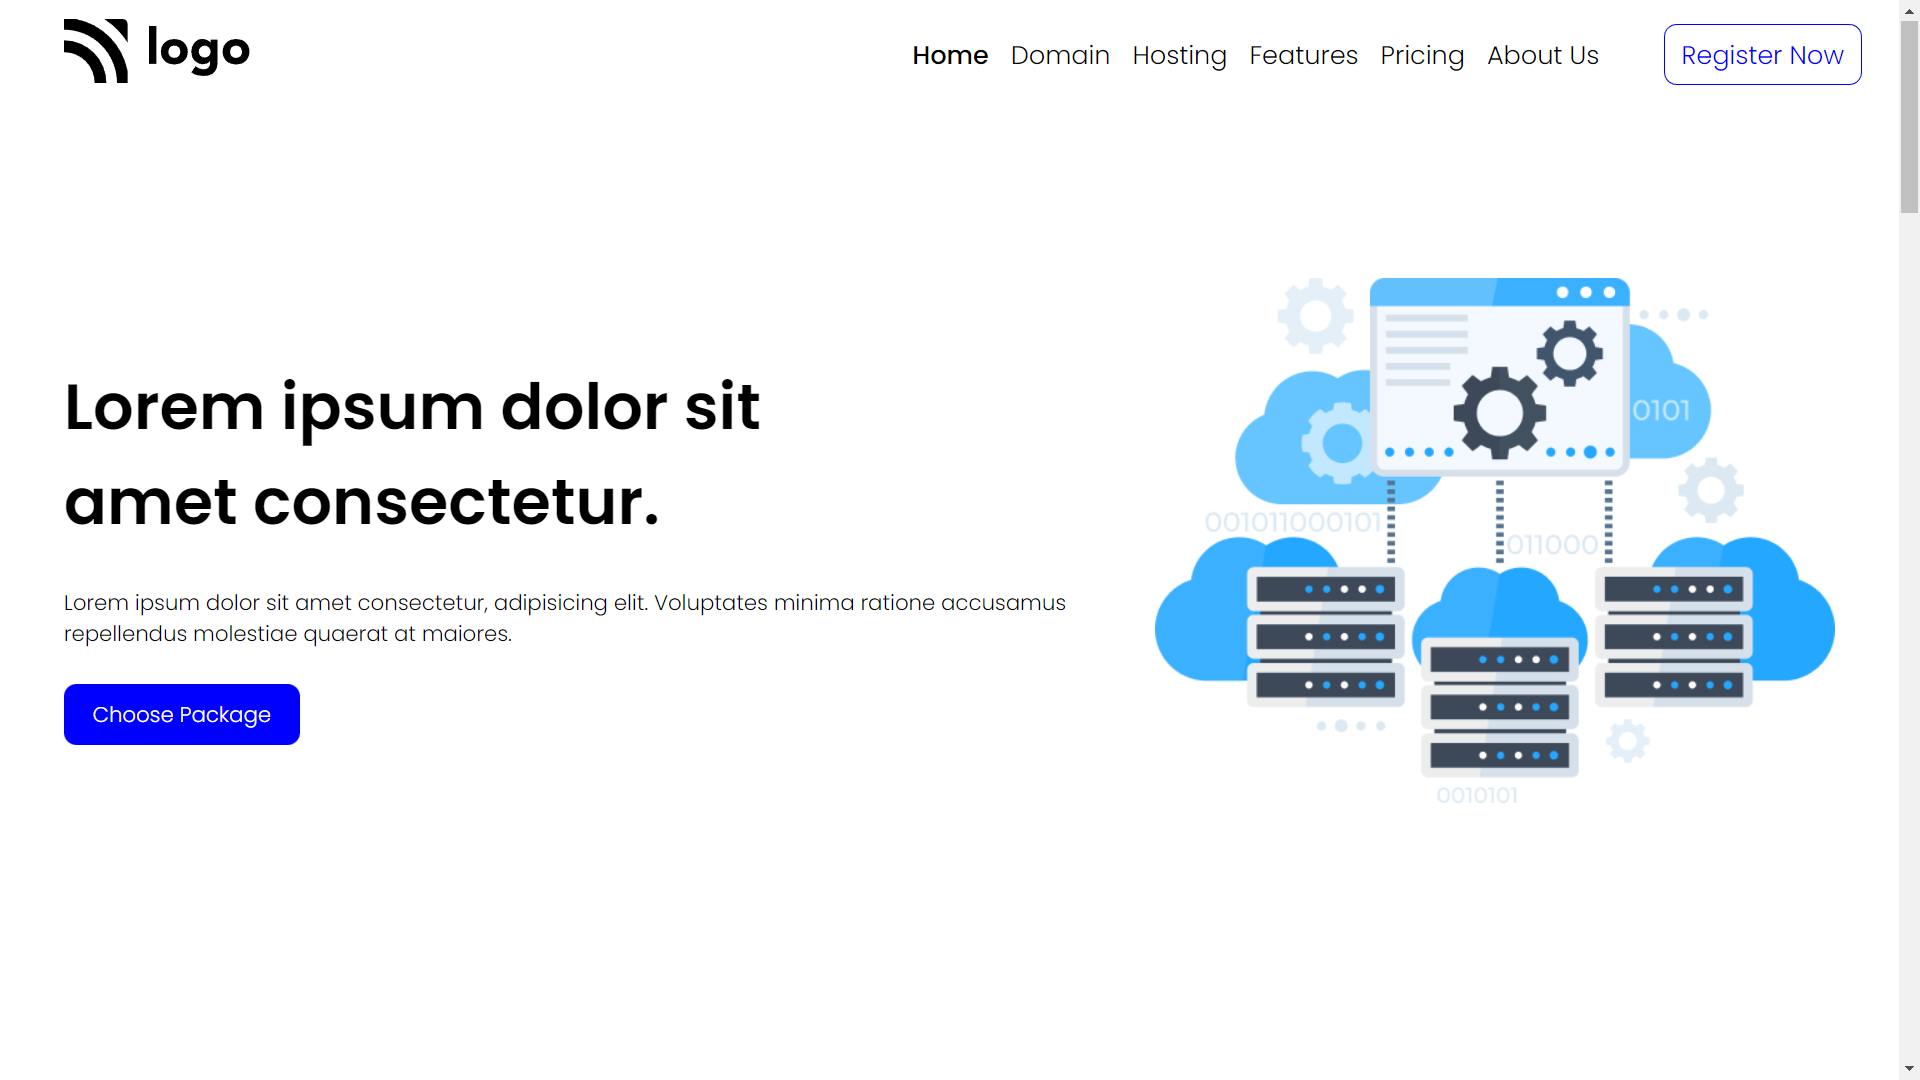 logo
Home Domain Hosting Features Pricing About Us Register Now
Lorem ipsum dolor sit
amet consectetur.
Lorem ipsum dolor sit amet consectetur, adipisicing elit. Voluptates minima ratione accusamus
repellendus molestiae quaerat at maiores.
Choose Package
0101
001011000101
011000
0010101